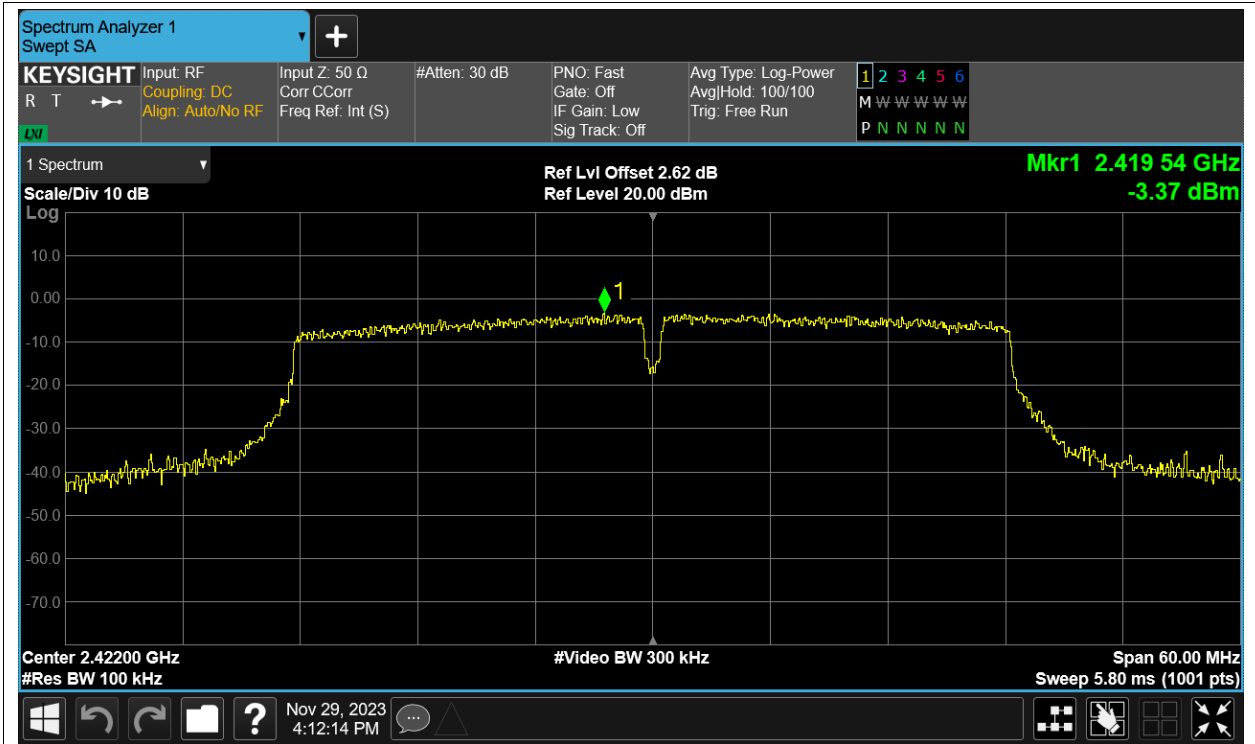 Spectrum Analyzer 1
Swept SA
KEYSIGHT
R T
LXI
Input: RF
Coupling: DC
Align: Auto/No RF
Input Z: 50 Ω
Corr CCorr
Freq Ref: Int (S)
#Atten: 30 dB
PNO: Fast
Gate: Off
IF Gain: Low
Sig Track: Off
Avg Type: Log-Power
Avg|Hold: 100/100
Trig: Free Run
1 2 3 4 5 6
M W W W W W
P N N N N N
1 Spectrum
Scale/Div 10 dB
Log
Ref Lvl Offset 2.62 dB
Ref Level 20.00 dBm
Mkr1 2.419 54 GHz
-3.37 dBm
10.0
0.00
-10.0
-20.0
-30.0
-40.0
-50.0
-60.0
-70.0
1
Center 2.42200 GHz
#Res BW 100 kHz
#Video BW 300 kHz
Span 60.00 MHz
Sweep 5.80 ms (1001 pts)
?
Nov 29, 2023
4:12:14 PM